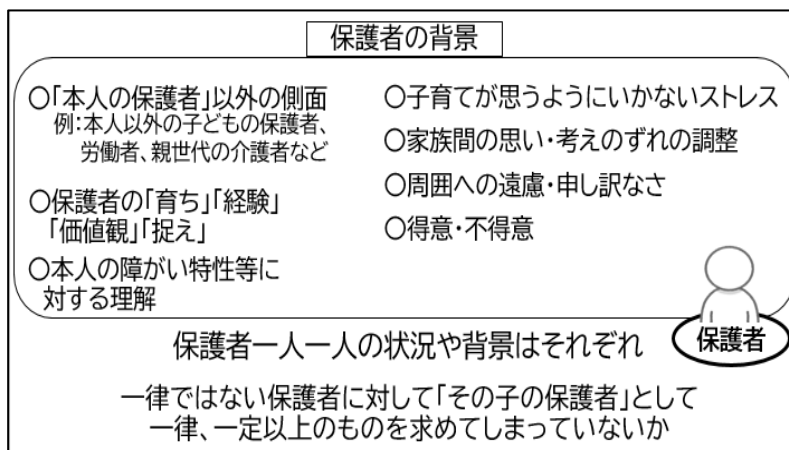 保護者の背景
〇「本人の保護者」以外の側面
例:本人以外の子どもの保護者、
労働者、親世代の介護者など
〇保護者の「育ち」「経験」
「価値観」「捉え」
〇本人の障がい特性等に
対する理解
〇子育てが思うようにいかないストレス
〇家族間の思い・考えのずれの調整
〇周囲への遠慮・申し訳なさ
〇得意・不得意
保護者
保護者一人一人の状況や背景はそれぞれ
一律ではない保護者に対して「その子の保護者」として
一律、一定以上のものを求めてしまっていないか